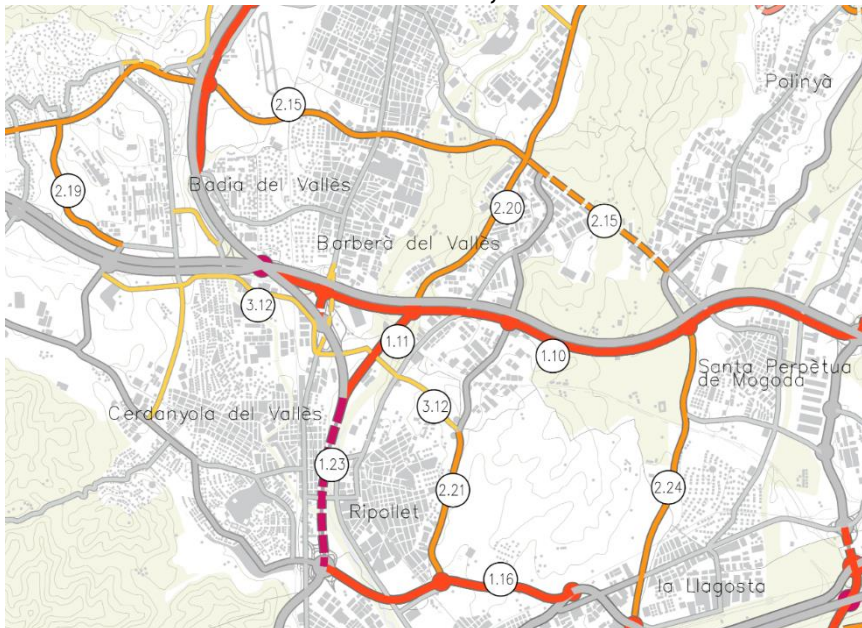 Polinyà
2.15
2.19
Badia del Vallès
2.20
2.15
Barberà del Vallès
3.12
1.11
1.10
Santa Perpètua
de Mogoda
Cerdanyola del Vallès
3.12
1.23
2.21
2.24
Ripollet
1.16
la Llagosta